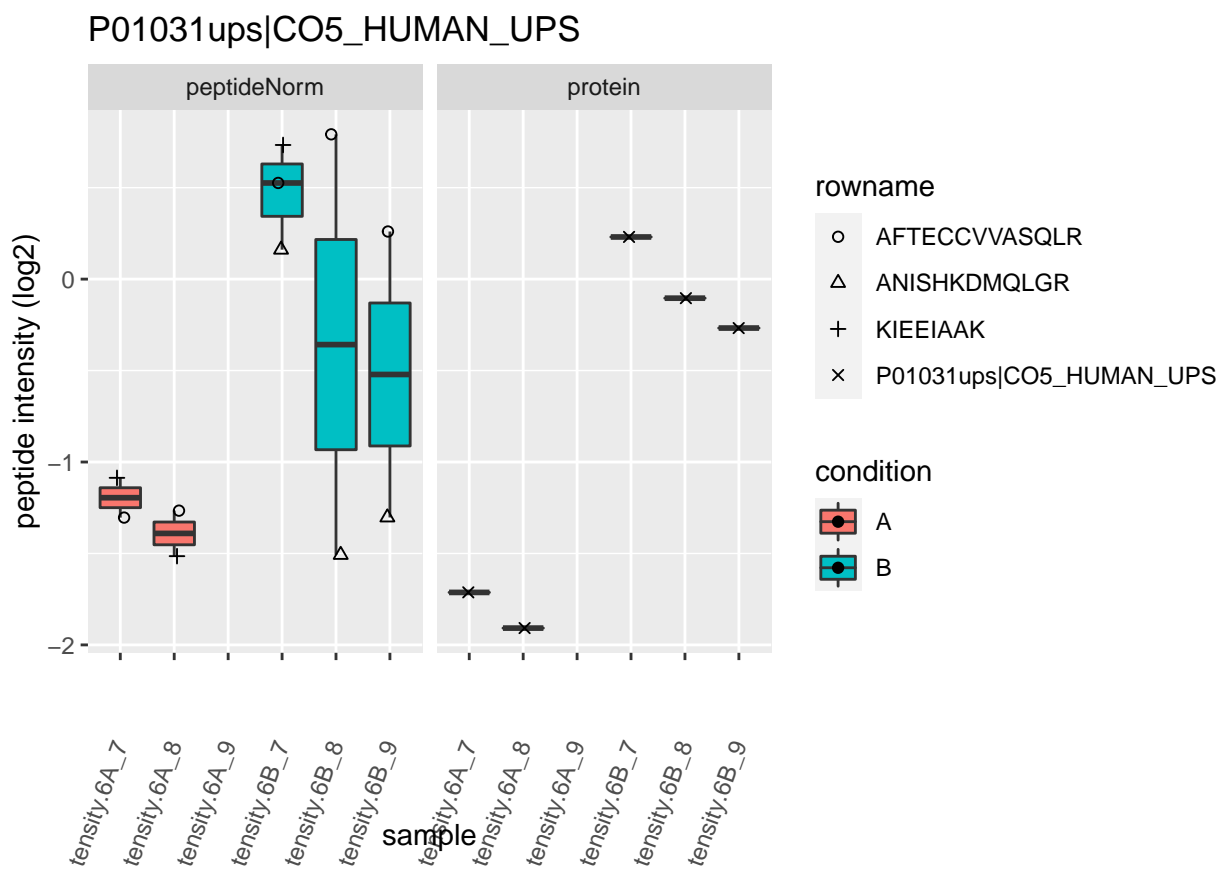 P01031ups|CO5_HUMAN_UPS
peptideNorm
protein
peptide intensity (log2)
0
−1
−2
tensity.6A_7
tensity.6A_8
tensity.6A_9
tensity.6B_7
tensity.6B_8
tensity.6B_9
tensity.6A_7
tensity.6A_8
tensity.6A_9
tensity.6B_7
tensity.6B_8
tensity.6B_9
sample
rowname
AFTECCVVASQLR
ANISHKDMQLGR
KIEEIAAK
P01031ups|CO5_HUMAN_UPS
condition
A
B